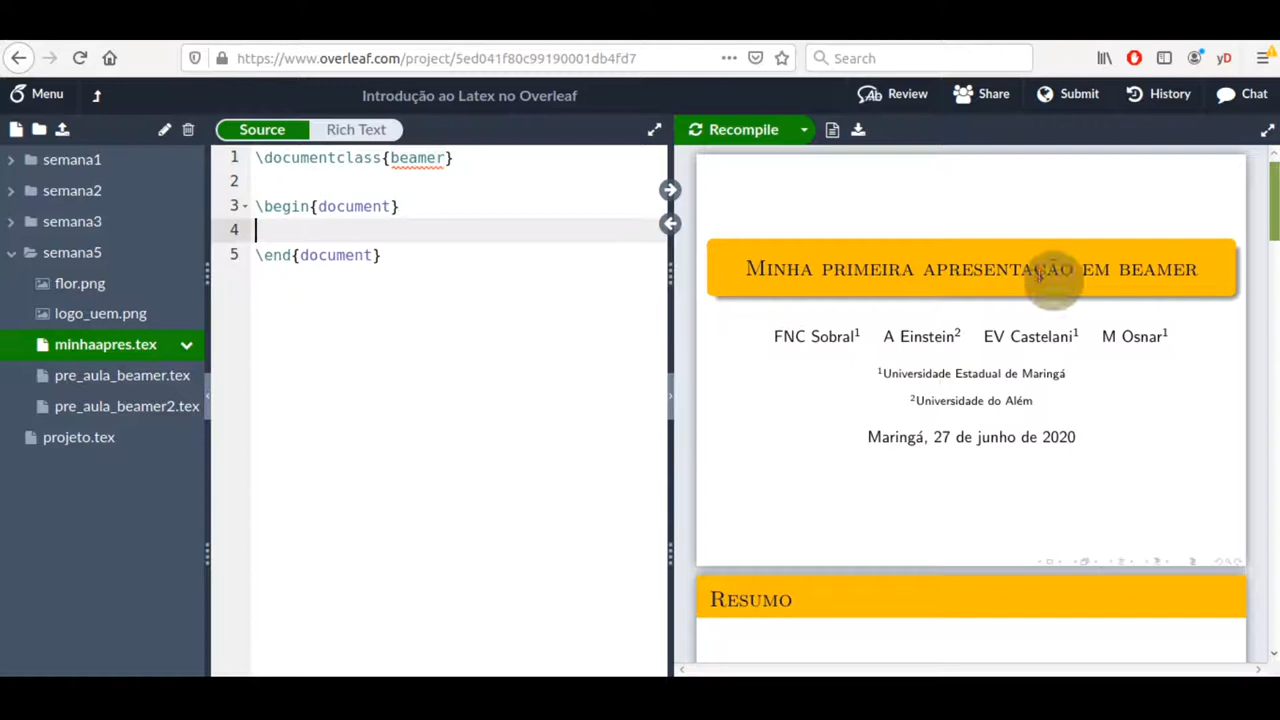 https://www.overleaf.com/project/5ed041f80c99190001db4fd7
Search
yD
Menu
Introdução ao Latex no Overleaf
Review
Share
Submit
History
Chat
Source
Rich Text
Recompile
semana1
semana2
semana3
semana5
flor.png
logo_uem.png
minhaapres.tex
pre_aula_beamer.tex
pre_aula_beamer2.tex
projeto.tex
1 \documentclass{beamer}
2
3 \begin{document}
4
5 \end{document}
Minha primeira apresentação em beamer
FNC Sobral¹ A Einstein² EV Castelani¹ M Osnar¹
¹Universidade Estadual de Maringá
²Universidade do Além
Maringá, 27 de junho de 2020
Resumo